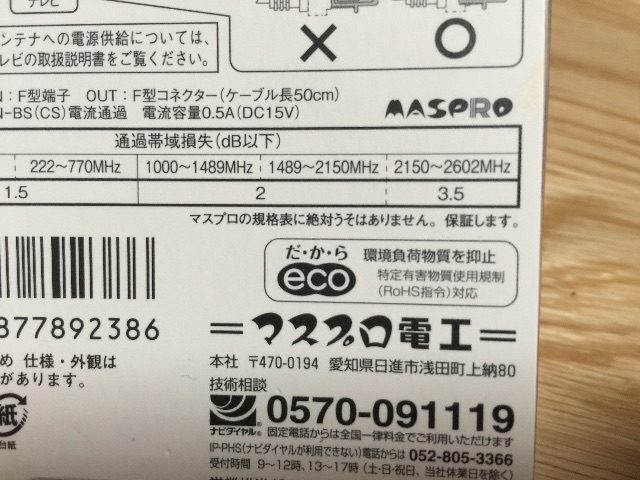 テレビ
ンテナへの電源供給については、
レビの取扱説明書をご覧ください。
N：F型端子 OUT：F型コネクター(ケーブル長50cm)
N-BS(CS)電流通過 電流容量0.5A(DC15V)
MASPRO
通過帯域損失(dB以下)
222〜770MHz 1000〜1489MHz 1489〜2150MHz 2150〜2602MHz
1.5 2 3.5
マスプロの規格表に絶対うそはありません。保証します。
だ・か・ら
eco
環境負荷物質を抑止
特定有害物質使用規制
(RoHS指令)対応
877892386
マスプロ電工
め 仕様・外観は
があります。
本社 〒470-0194 愛知県日進市浅田町上納80
技術相談
紙
台紙
ナビダイヤル®
0570-091119
固定電話からは全国一律料金でご利用いただけます
IP・PHS(ナビダイヤルが利用できない)電話からは 052-805-3366
受付時間 9〜12時、13〜17時(土・日・祝日、当社休業日を除く)